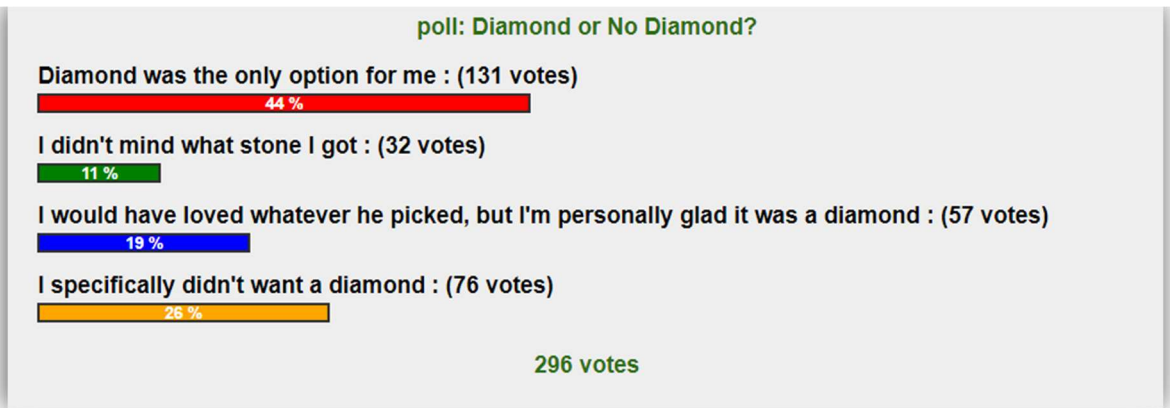 poll: Diamond or No Diamond?
Diamond was the only option for me : (131 votes)
44 %
I didn't mind what stone I got : (32 votes)
11 %
I would have loved whatever he picked, but I'm personally glad it was a diamond : (57 votes)
19 %
I specifically didn't want a diamond : (76 votes)
26 %
296 votes